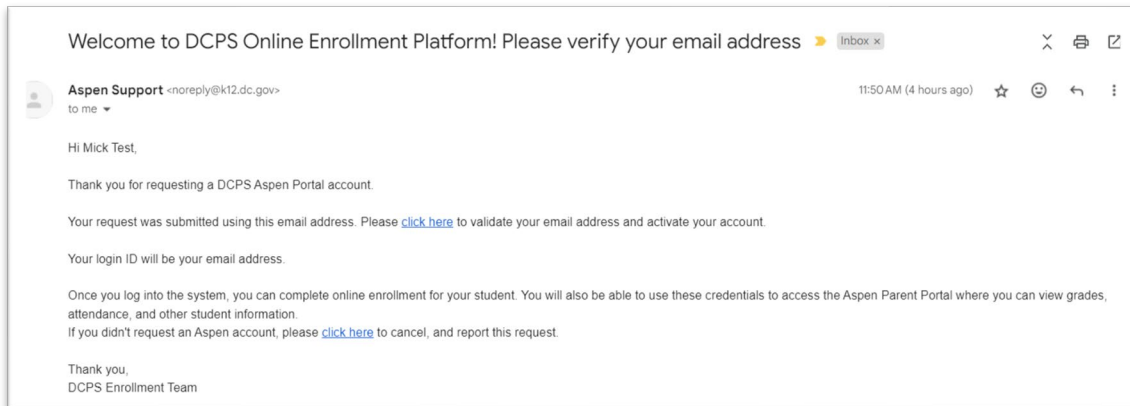 Welcome to DCPS Online Enrollment Platform! Please verify your email address Inbox ×
Aspen Support <noreply@k12.dc.gov> 11:50 AM (4 hours ago)
to me
Hi Mick Test,
Thank you for requesting a DCPS Aspen Portal account.
Your request was submitted using this email address. Please click here to validate your email address and activate your account.
Your login ID will be your email address.
Once you log into the system, you can complete online enrollment for your student. You will also be able to use these credentials to access the Aspen Parent Portal where you can view grades,
attendance, and other student information.
If you didn't request an Aspen account, please click here to cancel, and report this request.
Thank you,
DCPS Enrollment Team